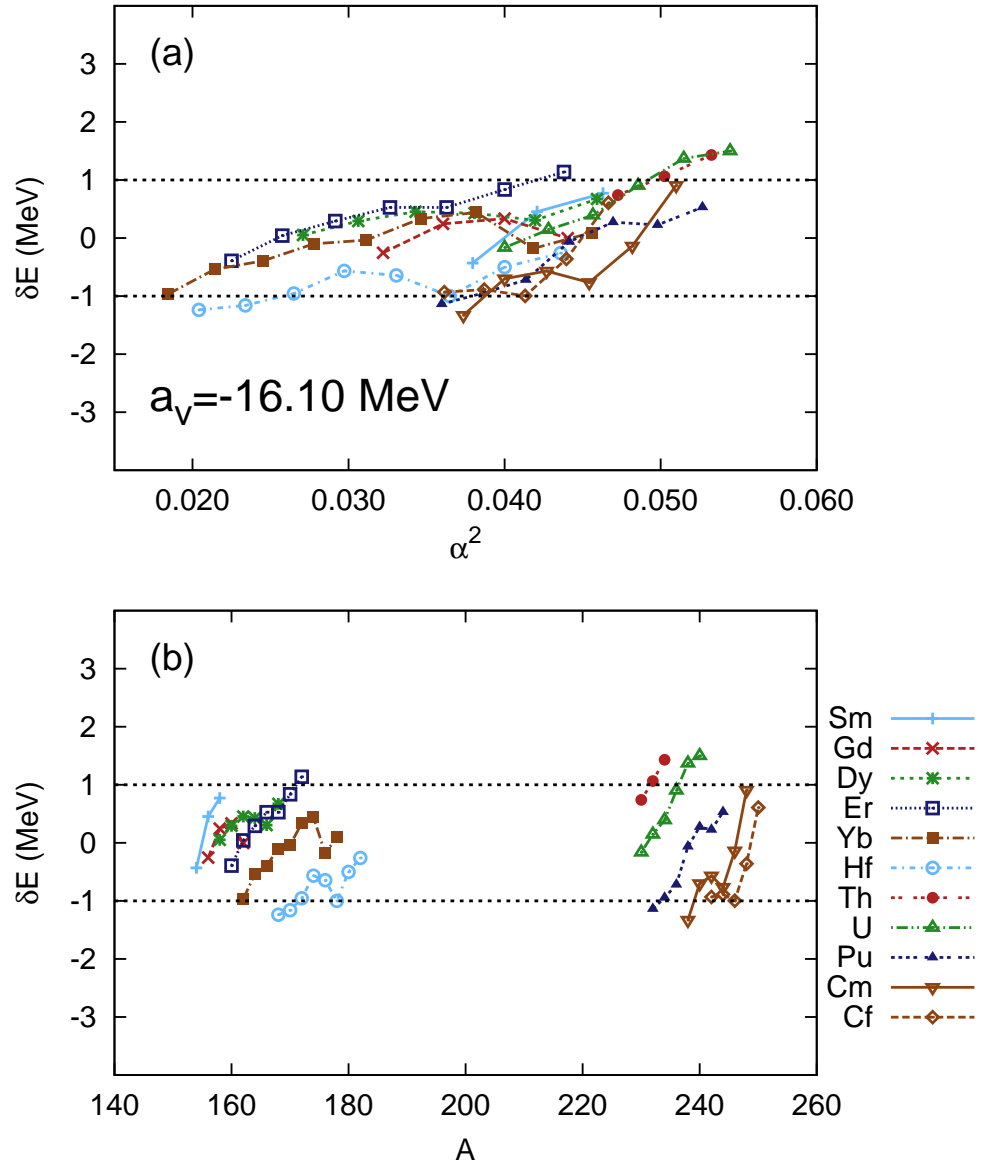 (a)
3
2
1
0
-1
-2
-3
δE (MeV)
a_V=-16.10 MeV
0.020 0.030 0.040 0.050 0.060
α²
(b)
3
2
1
0
-1
-2
-3
δE (MeV)
140 160 180 200 220 240 260
A
Sm
Gd
Dy
Er
Yb
Hf
Th
U
Pu
Cm
Cf